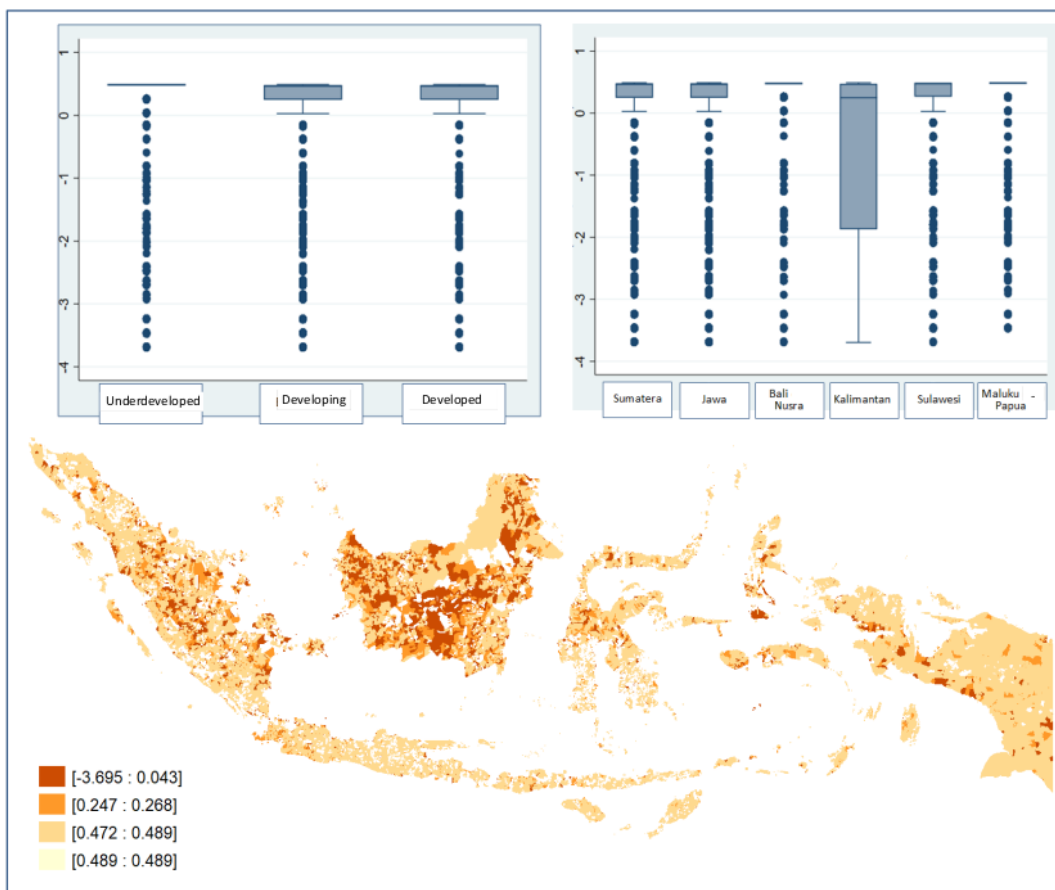 1
0
-1
-2
-3
-4
Underdeveloped
Developing
Developed
1
0
-1
-2
-3
-4
Sumatera
Jawa
Bali
Nusra
Kalimantan
Sulawesi
Maluku -
Papua
[-3.695 : 0.043]
[0.247 : 0.268]
[0.472 : 0.489]
[0.489 : 0.489]